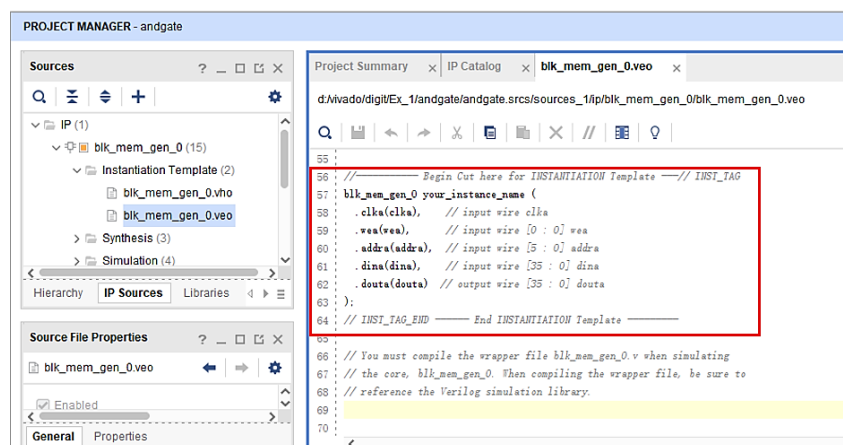 PROJECT MANAGER - andgate
Sources
? _
IP (1)
blk_mem_gen_0 (15)
Instantiation Template (2)
blk_mem_gen_0.vho
blk_mem_gen_0.veo
Synthesis (3)
Simulation (4)
Hierarchy IP Sources Libraries
Source File Properties
? _
blk_mem_gen_0.veo
Enabled
General Properties
Project Summary × IP Catalog × blk_mem_gen_0.veo ×
d:/vivado/digit/Ex_1/andgate/andgate.srcs/sources_1/ip/blk_mem_gen_0/blk_mem_gen_0.veo
55
56 //----------- Begin Cut here for INSTANTIATION Template ---// INST_TAG
57 blk_mem_gen_0 your_instance_name (
58 .clka(clka), // input wire clka
59 .wea(wea), // input wire [0 : 0] wea
60 .addra(addra), // input wire [5 : 0] addra
61 .dina(dina), // input wire [35 : 0] dina
62 .douta(douta) // output wire [35 : 0] douta
63 );
64 // INST_TAG_END ------ End INSTANTIATION Template ---------
65
66 // You must compile the wrapper file blk_mem_gen_0.v when simulating
67 // the core, blk_mem_gen_0. When compiling the wrapper file, be sure to
68 // reference the Verilog simulation library.
69
70